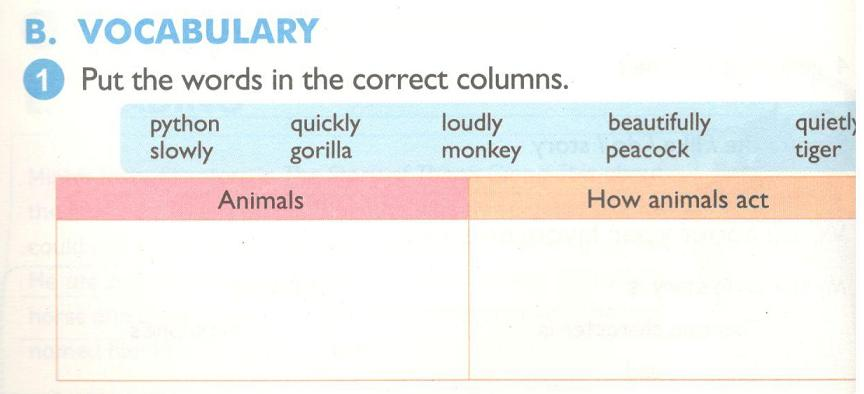 B. VOCABULARY
1 Put the words in the correct columns.
python quickly loudly beautifully quietly
slowly gorilla monkey peacock tiger
Animals How animals act